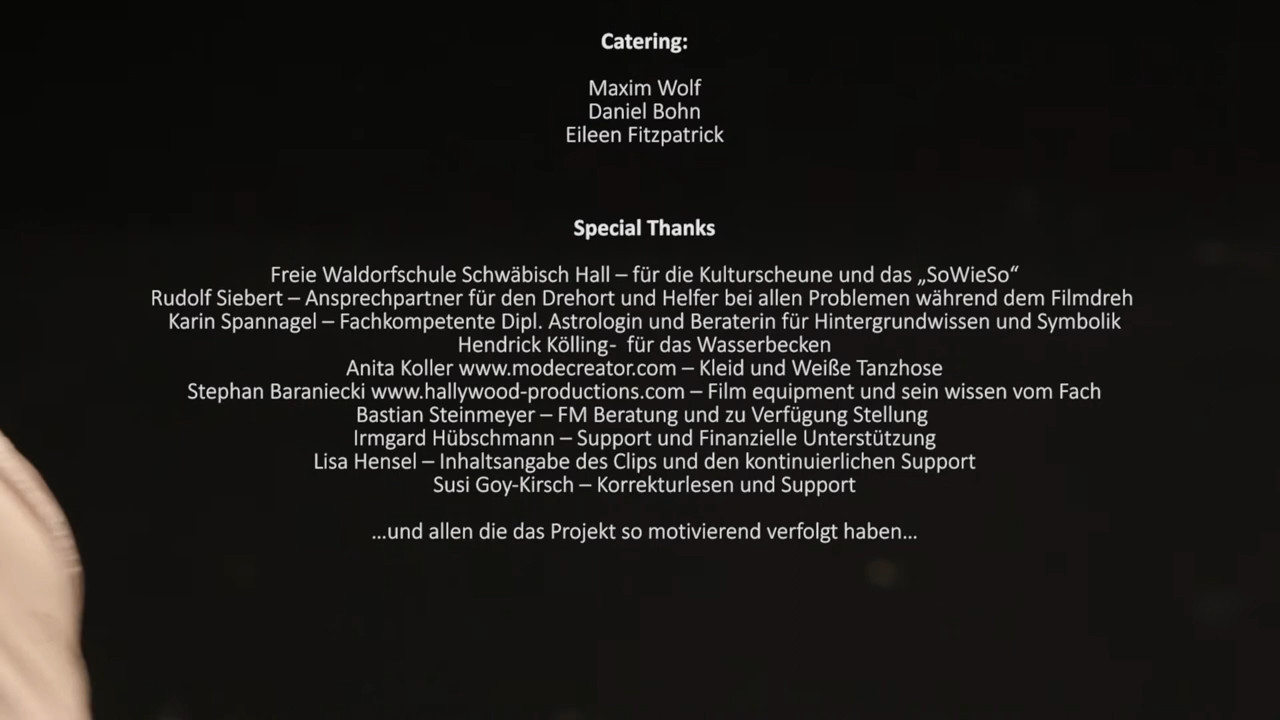 Catering:
Maxim Wolf
Daniel Bohn
Eileen Fitzpatrick
Special Thanks
Freie Waldorfschule Schwäbisch Hall – für die Kulturscheune und das „SoWieSo“
Rudolf Siebert – Ansprechpartner für den Drehort und Helfer bei allen Problemen während dem Filmdreh
Karin Spannagel – Fachkompetente Dipl. Astrologin und Beraterin für Hintergrundwissen und Symbolik
Hendrick Kölling-  für das Wasserbecken
Anita Koller www.modecreator.com – Kleid und Weiße Tanzhose
Stephan Baraniecki www.hallywood-productions.com – Film equipment und sein wissen vom Fach
Bastian Steinmeyer – FM Beratung und zu Verfügung Stellung
Irmgard Hübschmann – Support und Finanzielle Unterstützung
Lisa Hensel – Inhaltsangabe des Clips und den kontinuierlichen Support
Susi Goy-Kirsch – Korrekturlesen und Support
...und allen die das Projekt so motivierend verfolgt haben...